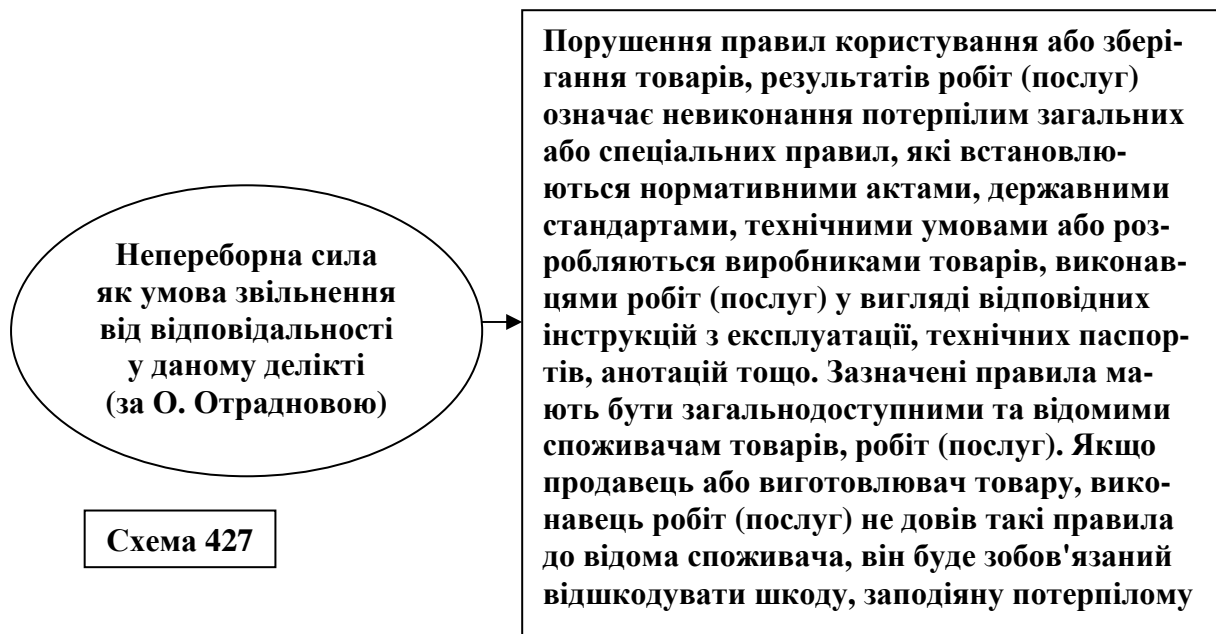 Непереборна сила
як умова звільнення
від відповідальності
у даному делікті
(за О. Отрадновою)
Схема 427
Порушення правил користування або збері-
гання товарів, результатів робіт (послуг)
означає невиконання потерпілим загальних
або спеціальних правил, які встановлю-
ються нормативними актами, державними
стандартами, технічними умовами або роз-
робляються виробниками товарів, виконав-
цями робіт (послуг) у вигляді відповідних
інструкцій з експлуатації, технічних паспор-
тів, анотацій тощо. Зазначені правила ма-
ють бути загальнодоступними та відомими
споживачам товарів, робіт (послуг). Якщо
продавець або виготовлювач товару, вико-
навець робіт (послуг) не довів такі правила
до відома споживача, він буде зобов'язаний
відшкодувати шкоду, заподіяну потерпілому